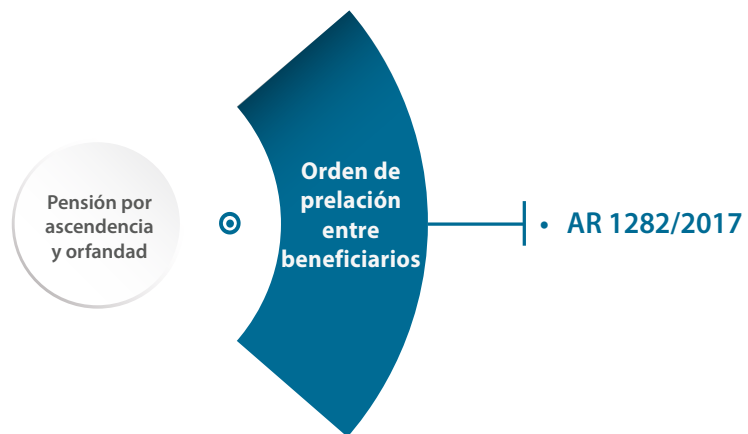 Pensión por
ascendencia
y orfandad
Orden de
prelación
entre
beneficiarios
• AR 1282/2017